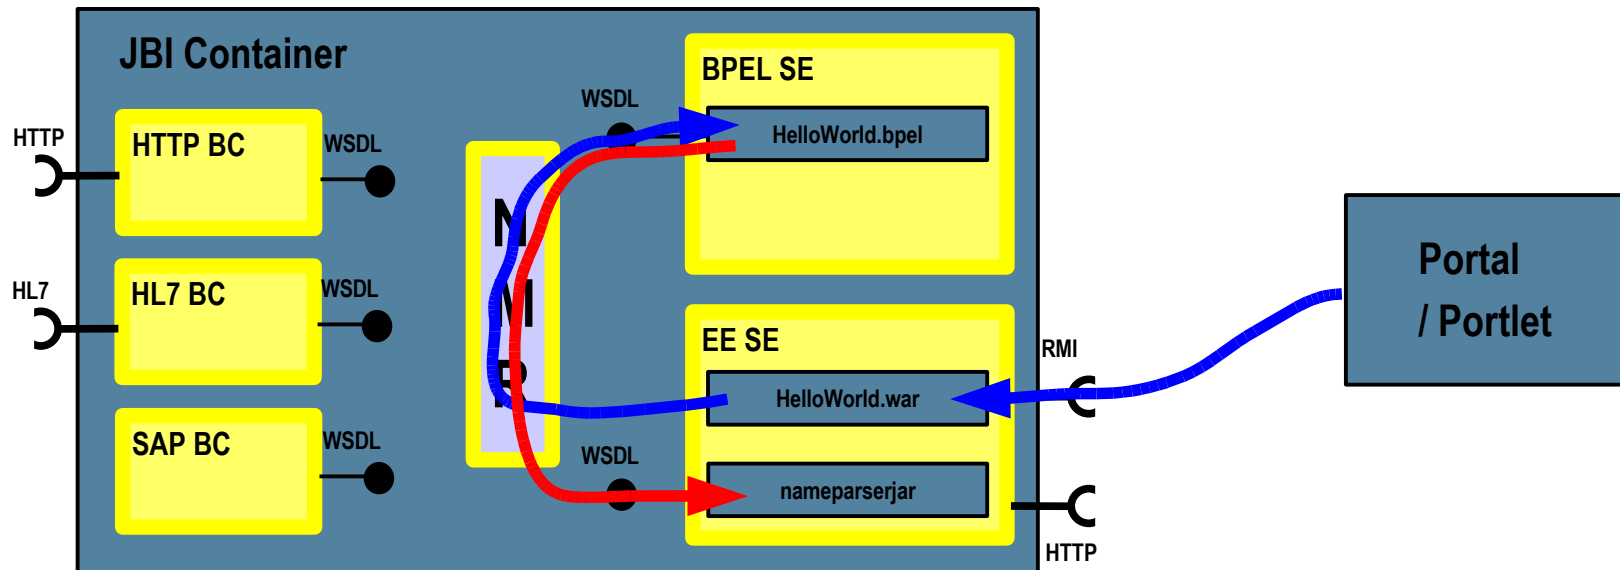 JBI Container
BPEL SE
WSDL
HelloWorld.bpel
HTTP
HTTP BC
WSDL
N
M
R
HL7
HL7 BC
WSDL
Portal
/ Portlet
EE SE
RMI
HelloWorld.war
SAP BC
WSDL
WSDL
nameparserjar
HTTP